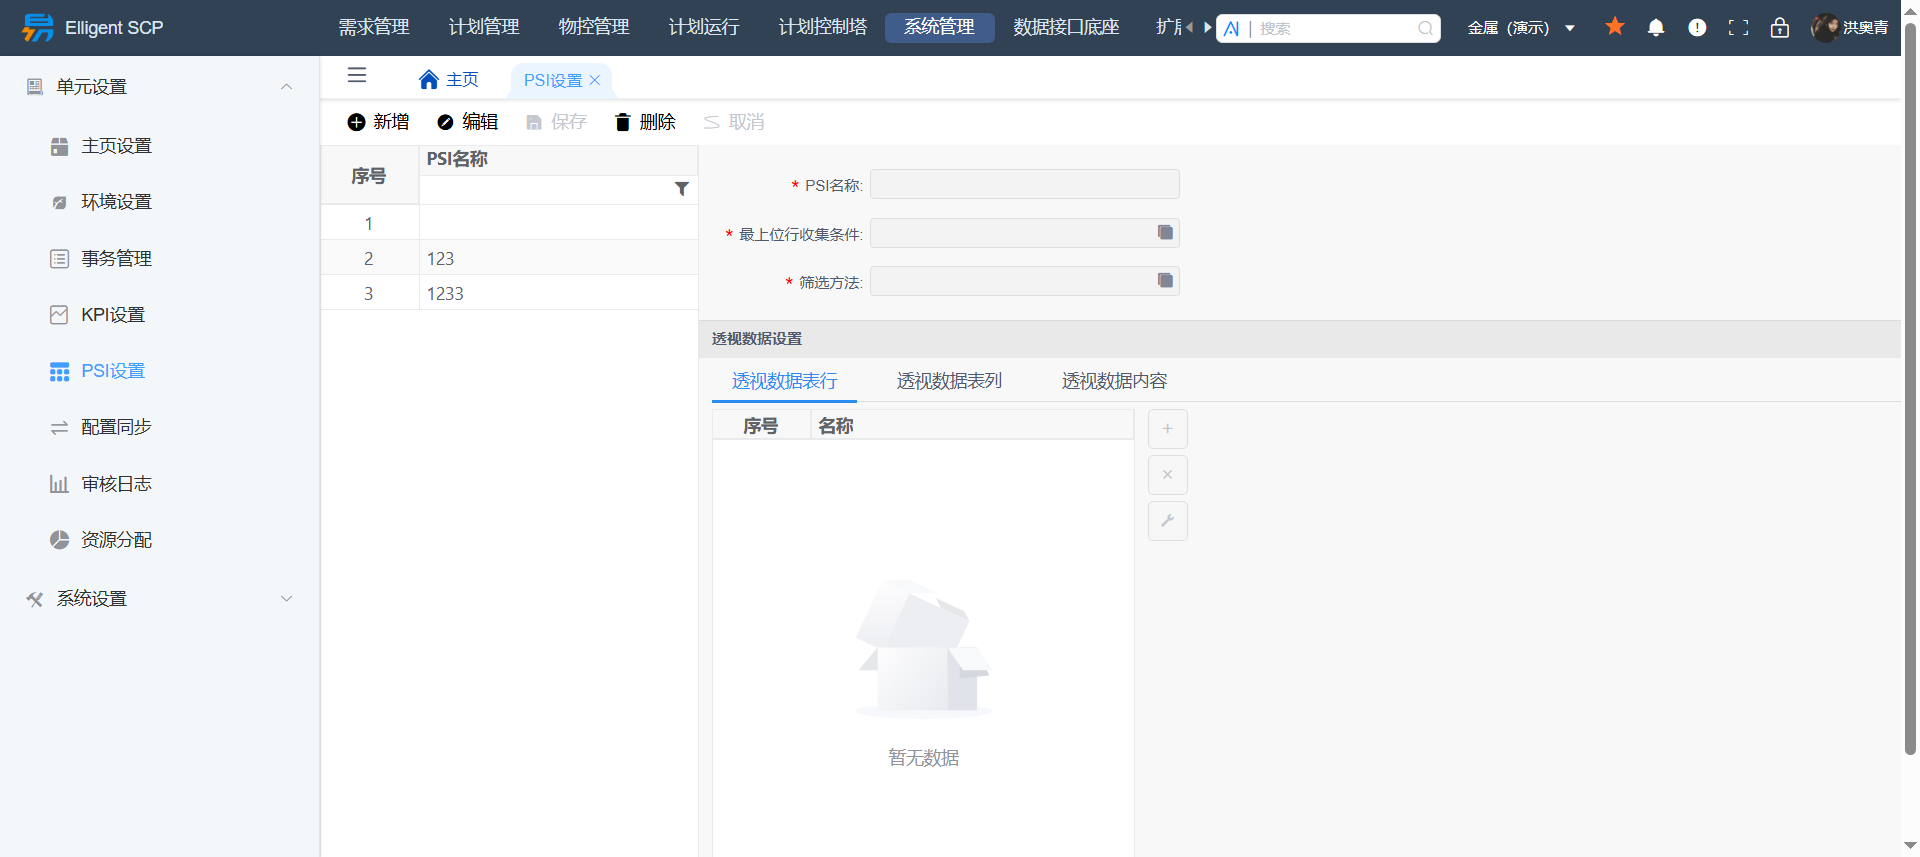 Elligent SCP
需求管理 计划管理 物控管理 计划运行 计划控制塔 系统管理 数据接口底座
AI | 搜索
金属 (演示)
洪奥青
单元设置
主页设置
环境设置
事务管理
KPI设置
PSI设置
配置同步
审核日志
资源分配
系统设置
主页 PSI设置
新增 编辑 保存 删除 取消
序号 PSI名称
1
2 123
3 1233
* PSI名称:
* 最上位行收集条件:
* 筛选方法:
透视数据设置
透视数据表行 透视数据表列 透视数据内容
序号 名称
暂无数据